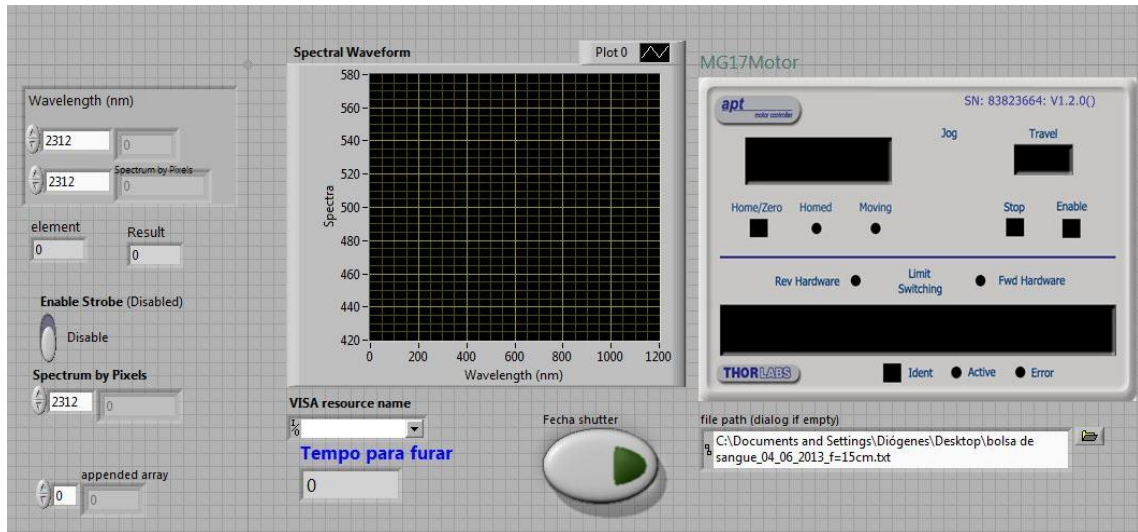 Wavelength (nm)
2312
0
2312
Spectrum by Pixels
0
element
0
Result
0
Enable Strobe (Disabled)
Disable
Spectrum by Pixels
2312
0
appended array
0
0
Spectral Waveform
Plot 0
Spectra
580
560
540
520
500
480
460
440
420
0 200 400 600 800 1000 1200
Wavelength (nm)
VISA resource name
I/O
Tempo para furar
0
Fecha shutter
MG17Motor
apt
motor controller
SN: 83823664: V1.2.0()
Jog
Travel
Home/Zero Homed Moving
Stop Enable
Rev Hardware
Limit
Switching
Fwd Hardware
THORLABS
Ident Active Error
file path (dialog if empty)
C:\Documents and Settings\Diógenes\Desktop\bolsa de
sangue_04_06_2013_f=15cm.txt